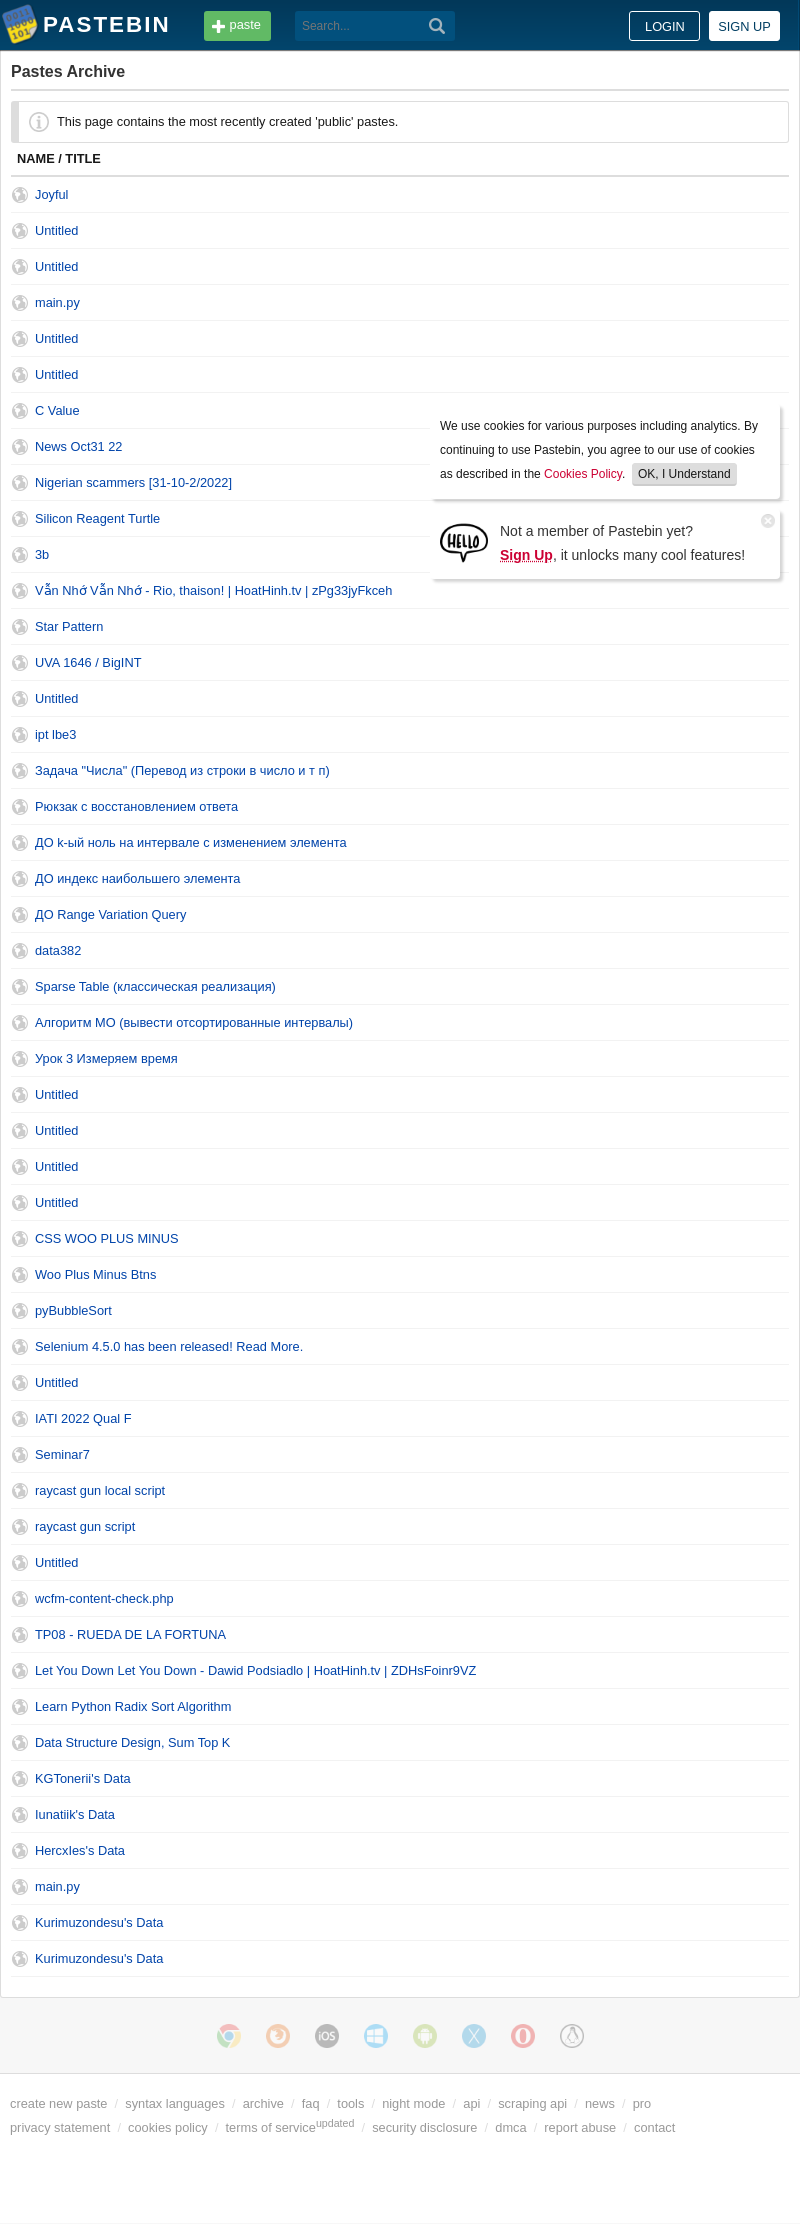 PASTEBIN
paste
Search...
LOGIN
SIGN UP
Pastes Archive
This page contains the most recently created 'public' pastes.
NAME / TITLE
Joyful
Untitled
Untitled
main.py
Untitled
Untitled
C Value
News Oct31 22
Nigerian scammers [31-10-2/2022]
Silicon Reagent Turtle
3b
Vẫn Nhớ Vẫn Nhớ - Rio, thaison! | HoatHinh.tv | zPg33jyFkceh
We use cookies for various purposes including analytics. By
continuing to use Pastebin, you agree to our use of cookies
as described in the Cookies Policy. OK, I Understand
HELLO
Not a member of Pastebin yet?
Sign Up, it unlocks many cool features!
Star Pattern
UVA 1646 / BigINT
Untitled
ipt lbe3
Задача "Числа" (Перевод из строки в число и т п)
Рюкзак с восстановлением ответа
ДО k-ый ноль на интервале с изменением элемента
ДО индекс наибольшего элемента
ДО Range Variation Query
data382
Sparse Table (классическая реализация)
Алгоритм МО (вывести отсортированные интервалы)
Урок 3 Измеряем время
Untitled
Untitled
Untitled
Untitled
CSS WOO PLUS MINUS
Woo Plus Minus Btns
pyBubbleSort
Selenium 4.5.0 has been released! Read More.
Untitled
IATI 2022 Qual F
Seminar7
raycast gun local script
raycast gun script
Untitled
wcfm-content-check.php
TP08 - RUEDA DE LA FORTUNA
Let You Down Let You Down - Dawid Podsiadlo | HoatHinh.tv | ZDHsFoinr9VZ
Learn Python Radix Sort Algorithm
Data Structure Design, Sum Top K
KGTonerii's Data
Iunatiik's Data
HercxIes's Data
main.py
Kurimuzondesu's Data
Kurimuzondesu's Data
iOS
create new paste / syntax languages / archive / faq / tools / night mode / api / scraping api / news / pro
privacy statement / cookies policy / terms of serviceupdated / security disclosure / dmca / report abuse / contact